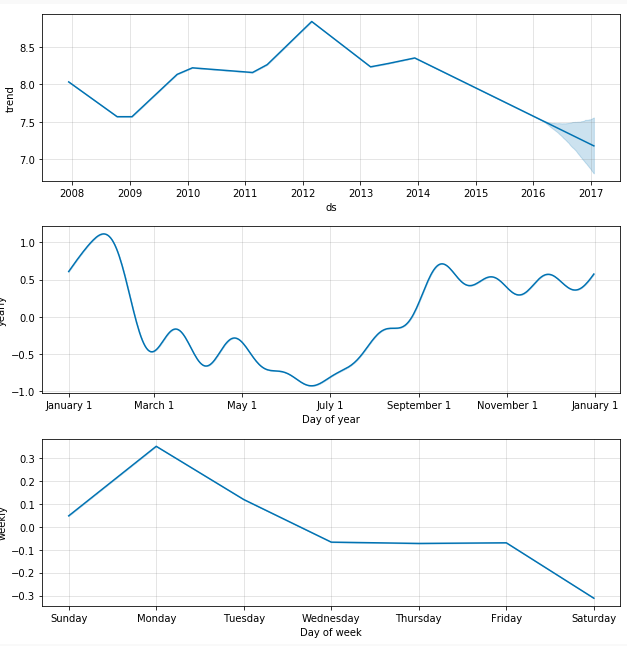 8.5
8.0
7.5
7.0
trend
2008 2009 2010 2011 2012 2013 2014 2015 2016 2017
ds
1.0
0.5
0.0
−0.5
−1.0
yearly
January 1 March 1 May 1 July 1 September 1 November 1 January 1
Day of year
0.3
0.2
0.1
0.0
−0.1
−0.2
−0.3
weekly
Sunday Monday Tuesday Wednesday Thursday Friday Saturday
Day of week